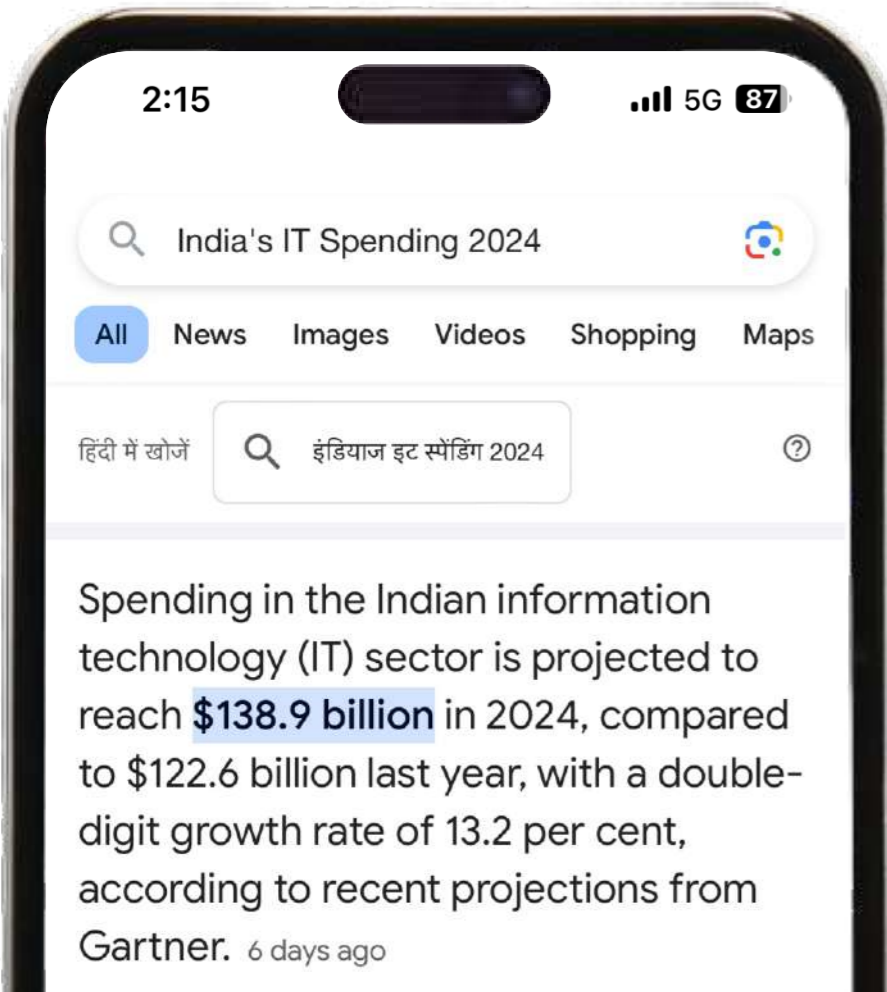 2:15 5G 87
India's IT Spending 2024
All News Images Videos Shopping Maps
हिंदी में खोजें इंडियाज इट स्पेंडिंग 2024
Spending in the Indian information
technology (IT) sector is projected to
reach $138.9 billion in 2024, compared
to $122.6 billion last year, with a double-
digit growth rate of 13.2 per cent,
according to recent projections from
Gartner. 6 days ago